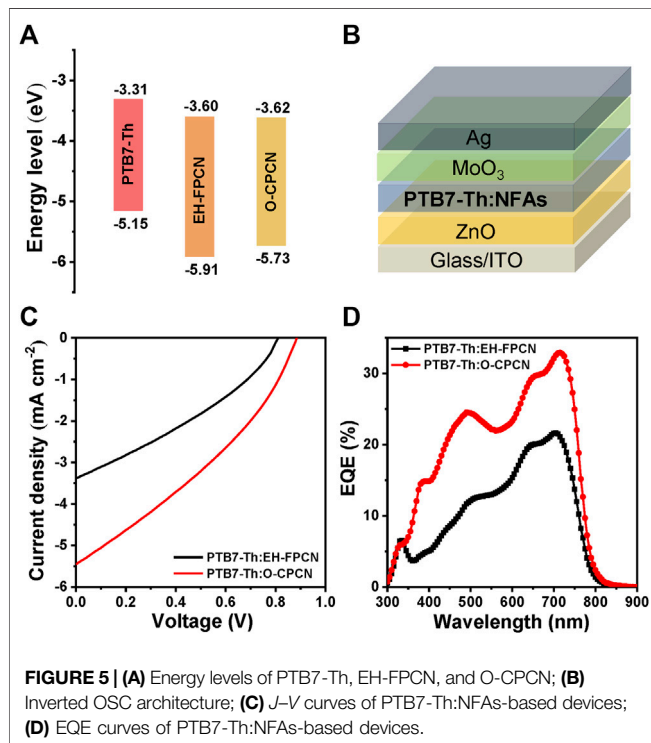 A
Energy level (eV)
-3
-4
-5
-6
-3.31
PTB7-Th
-5.15
-3.60
EH-FPCN
-5.91
-3.62
O-CPCN
-5.73
B
Ag
MoO₃
PTB7-Th:NFAs
ZnO
Glass/ITO
C
Current density (mA cm⁻²)
0
-1
-2
-3
-4
-5
-6
PTB7-Th:EH-FPCN
PTB7-Th:O-CPCN
0.0 0.2 0.4 0.6 0.8 1.0
Voltage (V)
D
EQE (%)
30
20
10
0
PTB7-Th:EH-FPCN
PTB7-Th:O-CPCN
300 400 500 600 700 800 900
Wavelength (nm)
FIGURE 5 | (A) Energy levels of PTB7-Th, EH-FPCN, and O-CPCN; (B)
Inverted OSC architecture; (C) J–V curves of PTB7-Th:NFAs-based devices;
(D) EQE curves of PTB7-Th:NFAs-based devices.